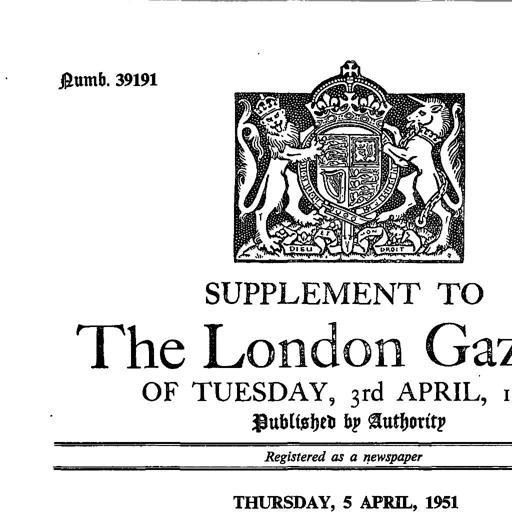 Numb. 39191
DIEU ET MON DROIT
SUPPLEMENT TO
The London Gaz
OF TUESDAY, 3rd APRIL, 1
Published by Authority
Registered as a newspaper
THURSDAY, 5 APRIL, 1951